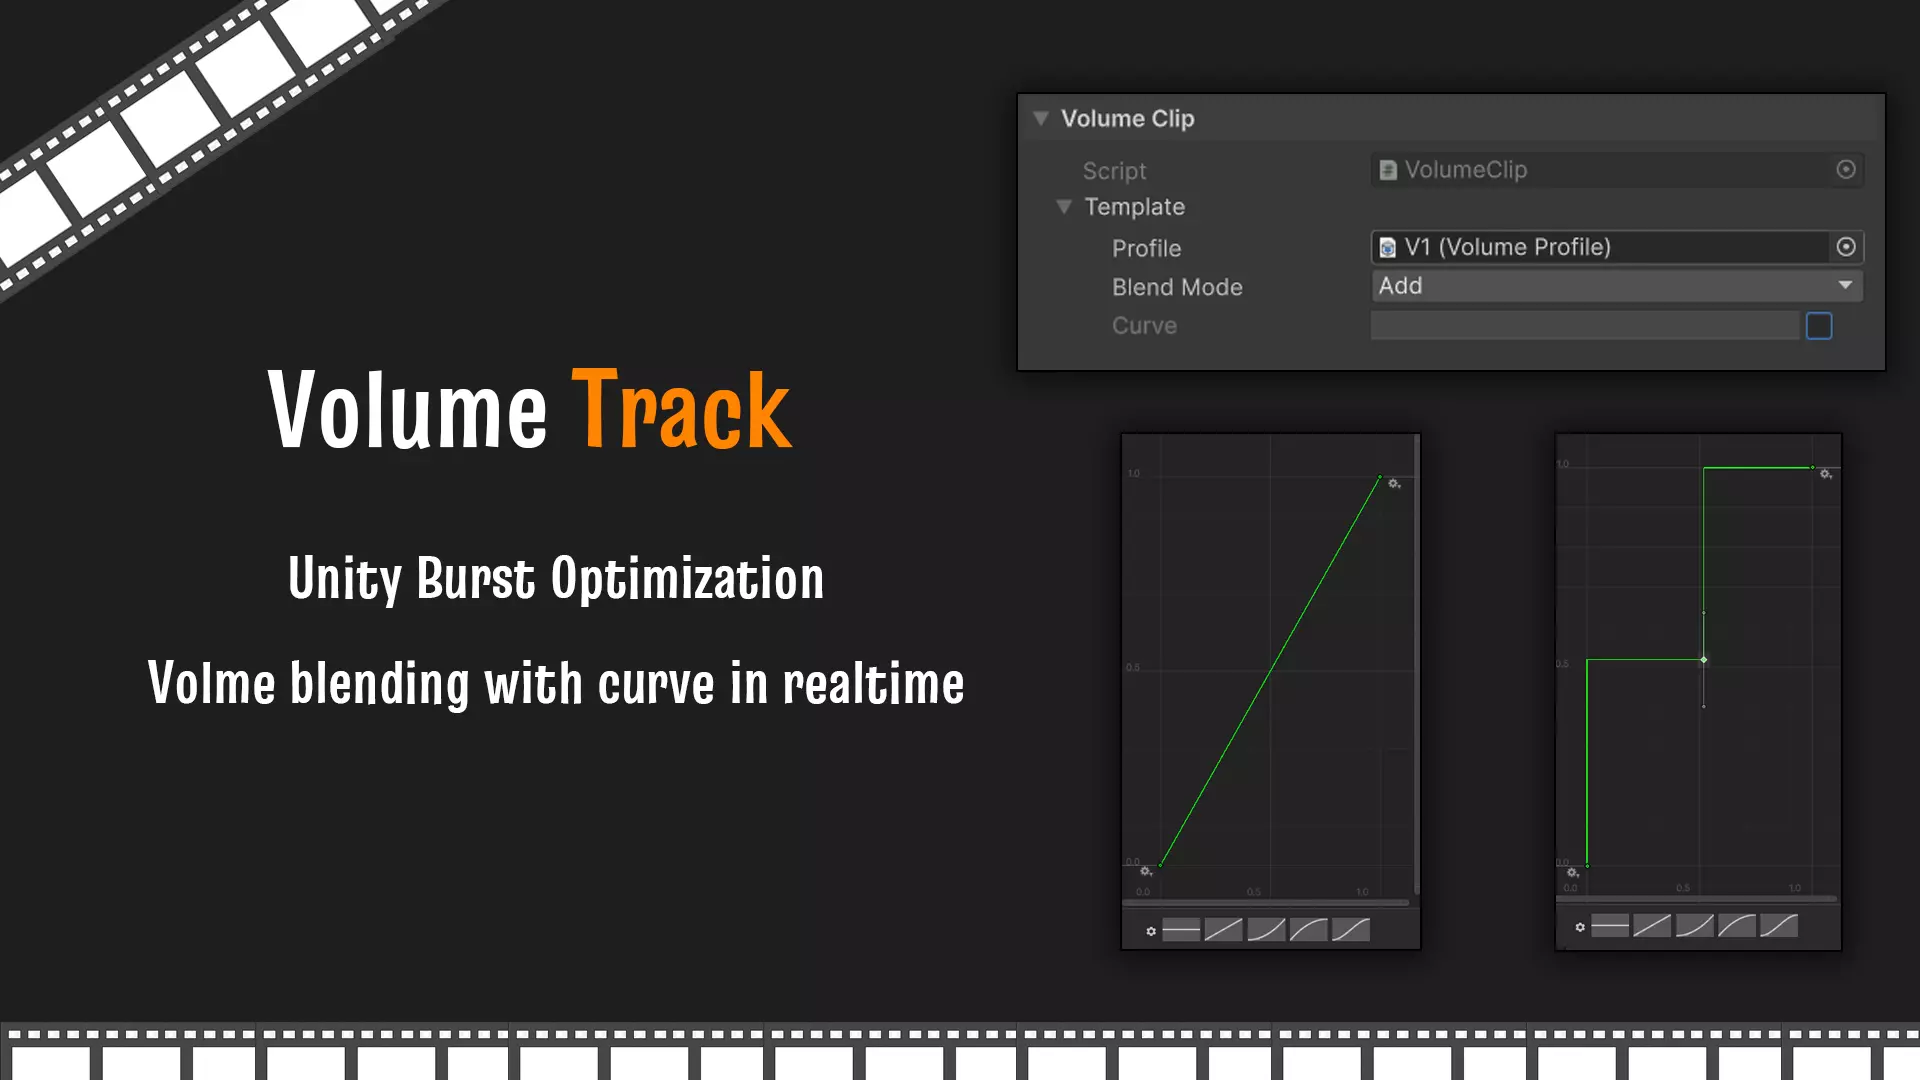 Volume Track
Unity Burst Optimization
Volme blending with curve in realtime
Volume Clip
Script VolumeClip
Template
Profile V1 (Volume Profile)
Blend Mode Add
Curve
1.0
0.5
0.0
0.0 0.5 1.0
1.0
0.5
0.0
0.0 0.5 1.0